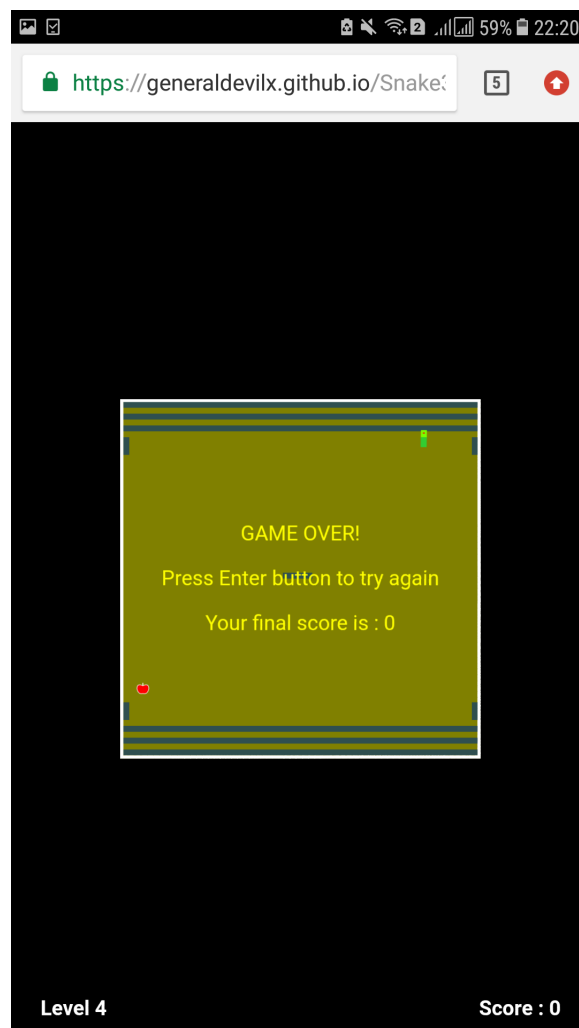 2 59% 22:20
https://generaldevilx.github.io/Snake3
5
GAME OVER!
Press Enter button to try again
Your final score is : 0
Level 4
Score : 0